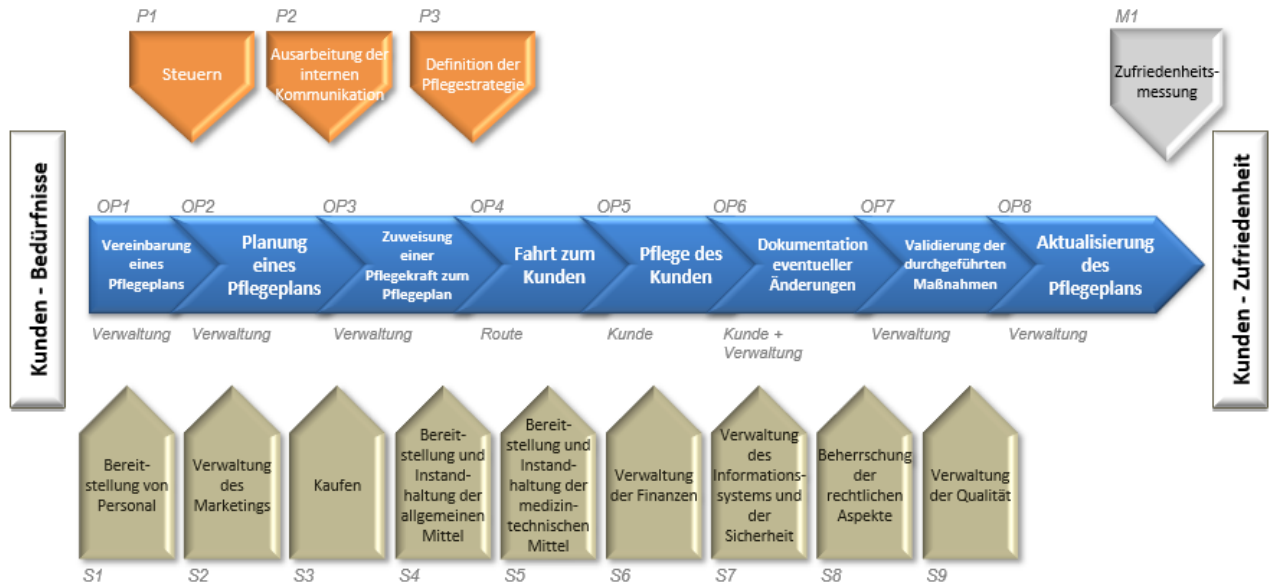 P1
P2
P3
M1
Steuern
Ausarbeitung der
internen
Kommunikation
Definition der
Pflegestrategie
Zufriedenheits-
messung
Kunden - Bedürfnisse
OP1
OP2
OP3
OP4
OP5
OP6
OP7
OP8
Vereinbarung
eines
Pflegeplans
Planung
eines
Pflegeplans
Zuweisung
einer
Pflegekraft zum
Pflegeplan
Fahrt zum
Kunden
Pflege des
Kunden
Dokumentation
eventueller
Änderungen
Validierung der
durchgeführten
Maßnahmen
Aktualisierung
des
Pflegeplans
Verwaltung
Verwaltung
Verwaltung
Route
Kunde
Kunde +
Verwaltung
Verwaltung
Verwaltung
Kunden - Zufriedenheit
Bereit-
stellung von
Personal
Verwaltung
des
Marketings
Kaufen
Bereit-
stellung und
Instand-
haltung der
allgemeinen
Mittel
Bereit-
stellung und
Instand-
haltung der
medizin-
technischen
Mittel
Verwaltung
der Finanzen
Verwaltung
des
Informations-
systems und
der
Sicherheit
Beherrschung
der
rechtlichen
Aspekte
Verwaltung
der Qualität
S1
S2
S3
S4
S5
S6
S7
S8
S9